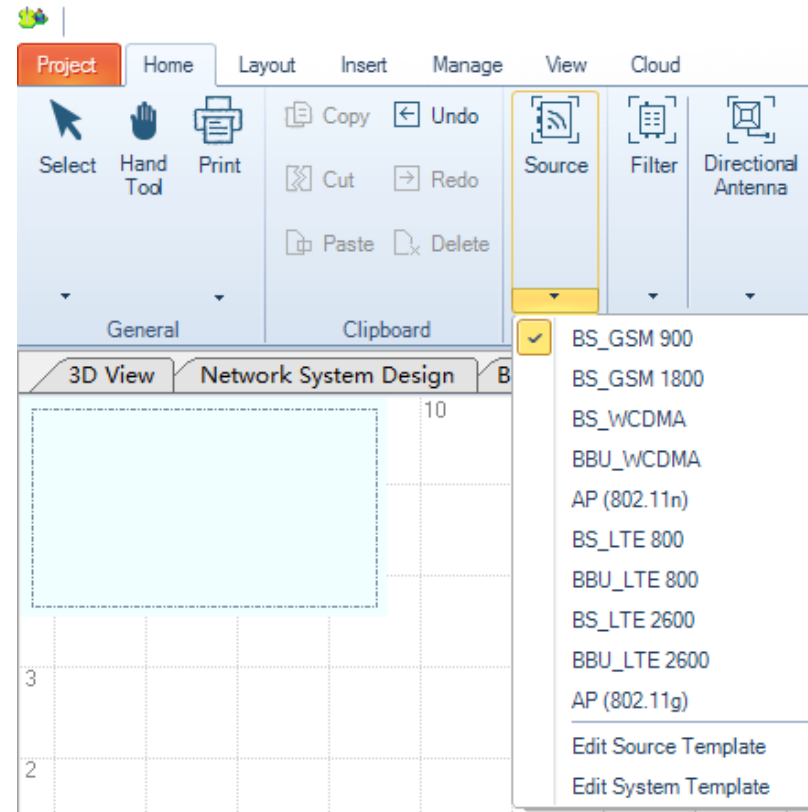 Project Home Layout Insert Manage View Cloud
Select Hand Tool Print
Copy Undo
Cut Redo
Paste Delete
Source Filter Directional Antenna
General Clipboard
3D View Network System Design B
10
3
2
BS_GSM 900
BS_GSM 1800
BS_WCDMA
BBU_WCDMA
AP (802.11n)
BS_LTE 800
BBU_LTE 800
BS_LTE 2600
BBU_LTE 2600
AP (802.11g)
Edit Source Template
Edit System Template